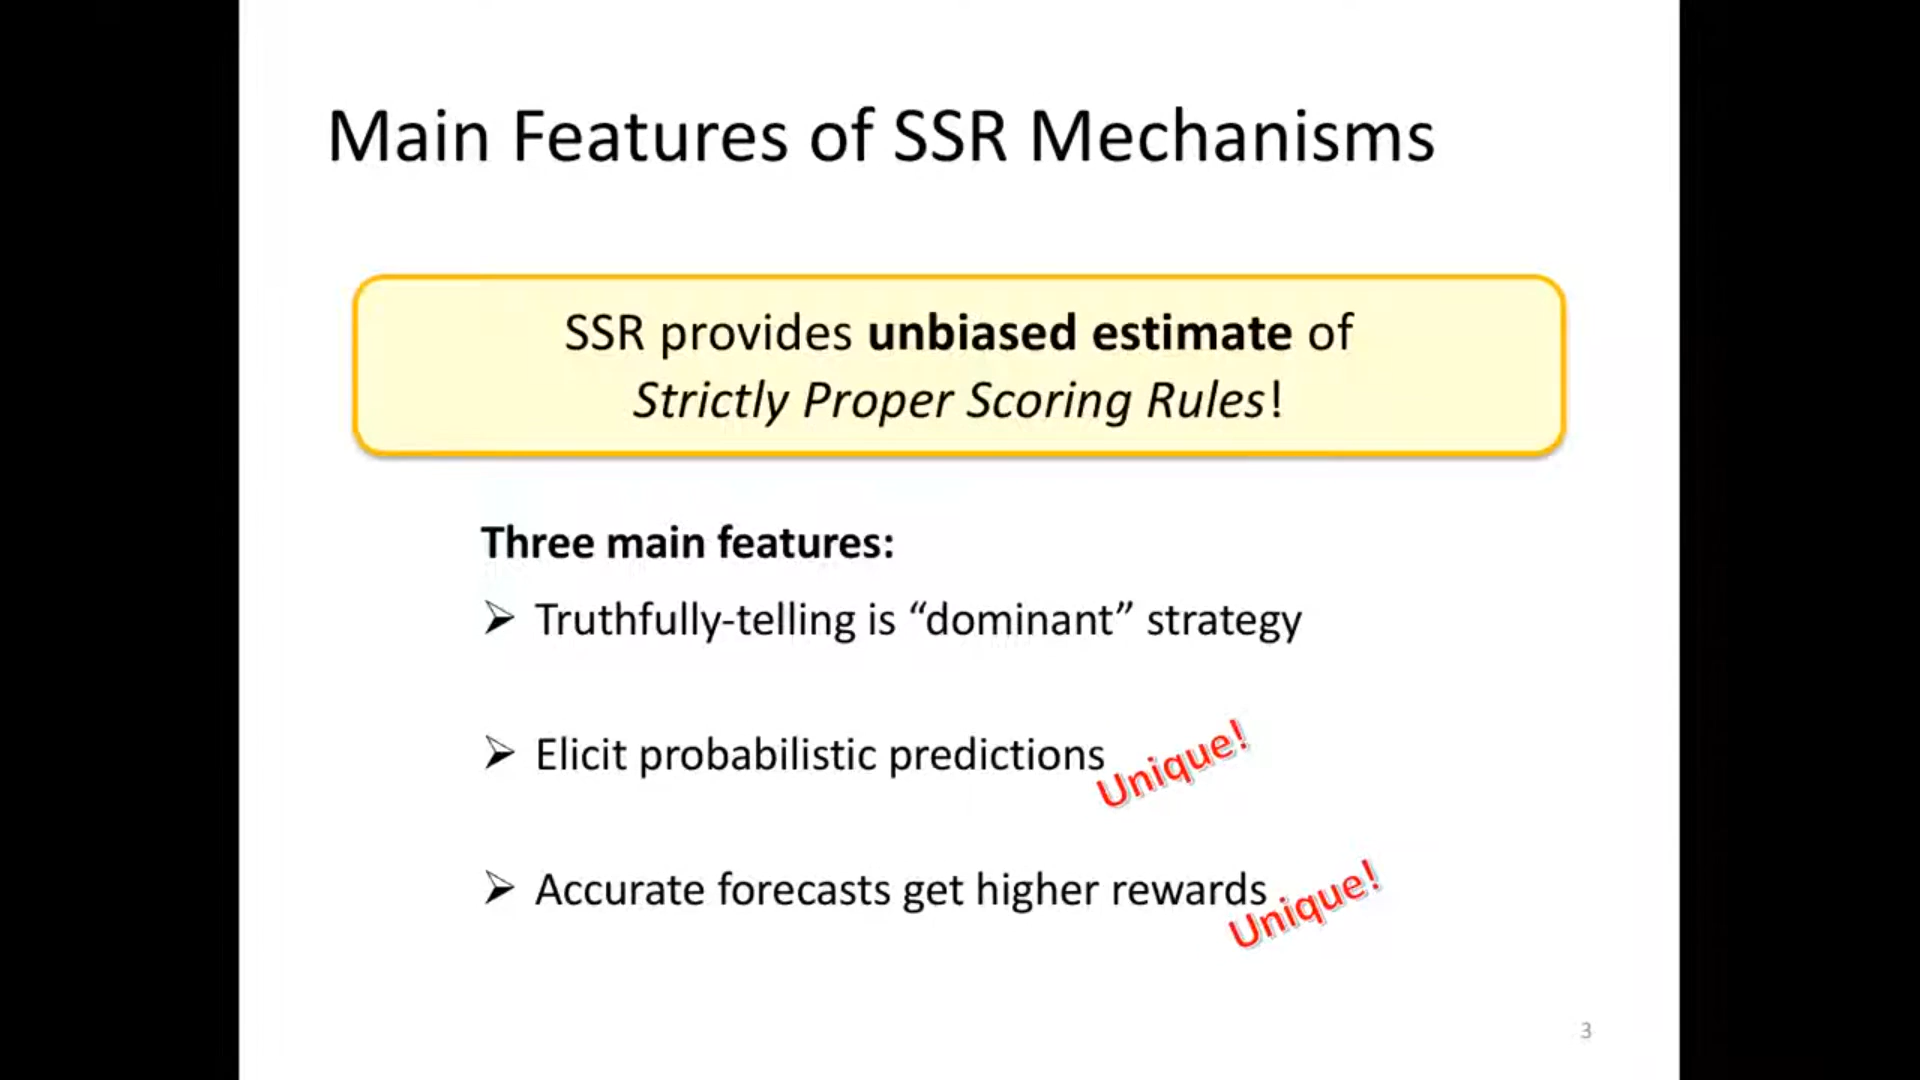 Main Features of SSR Mechanisms
SSR provides unbiased estimate of
Strictly Proper Scoring Rules!
Three main features:
➢ Truthfully-telling is “dominant” strategy
➢ Elicit probabilistic predictions
Unique!
➢ Accurate forecasts get higher rewards
Unique!
3